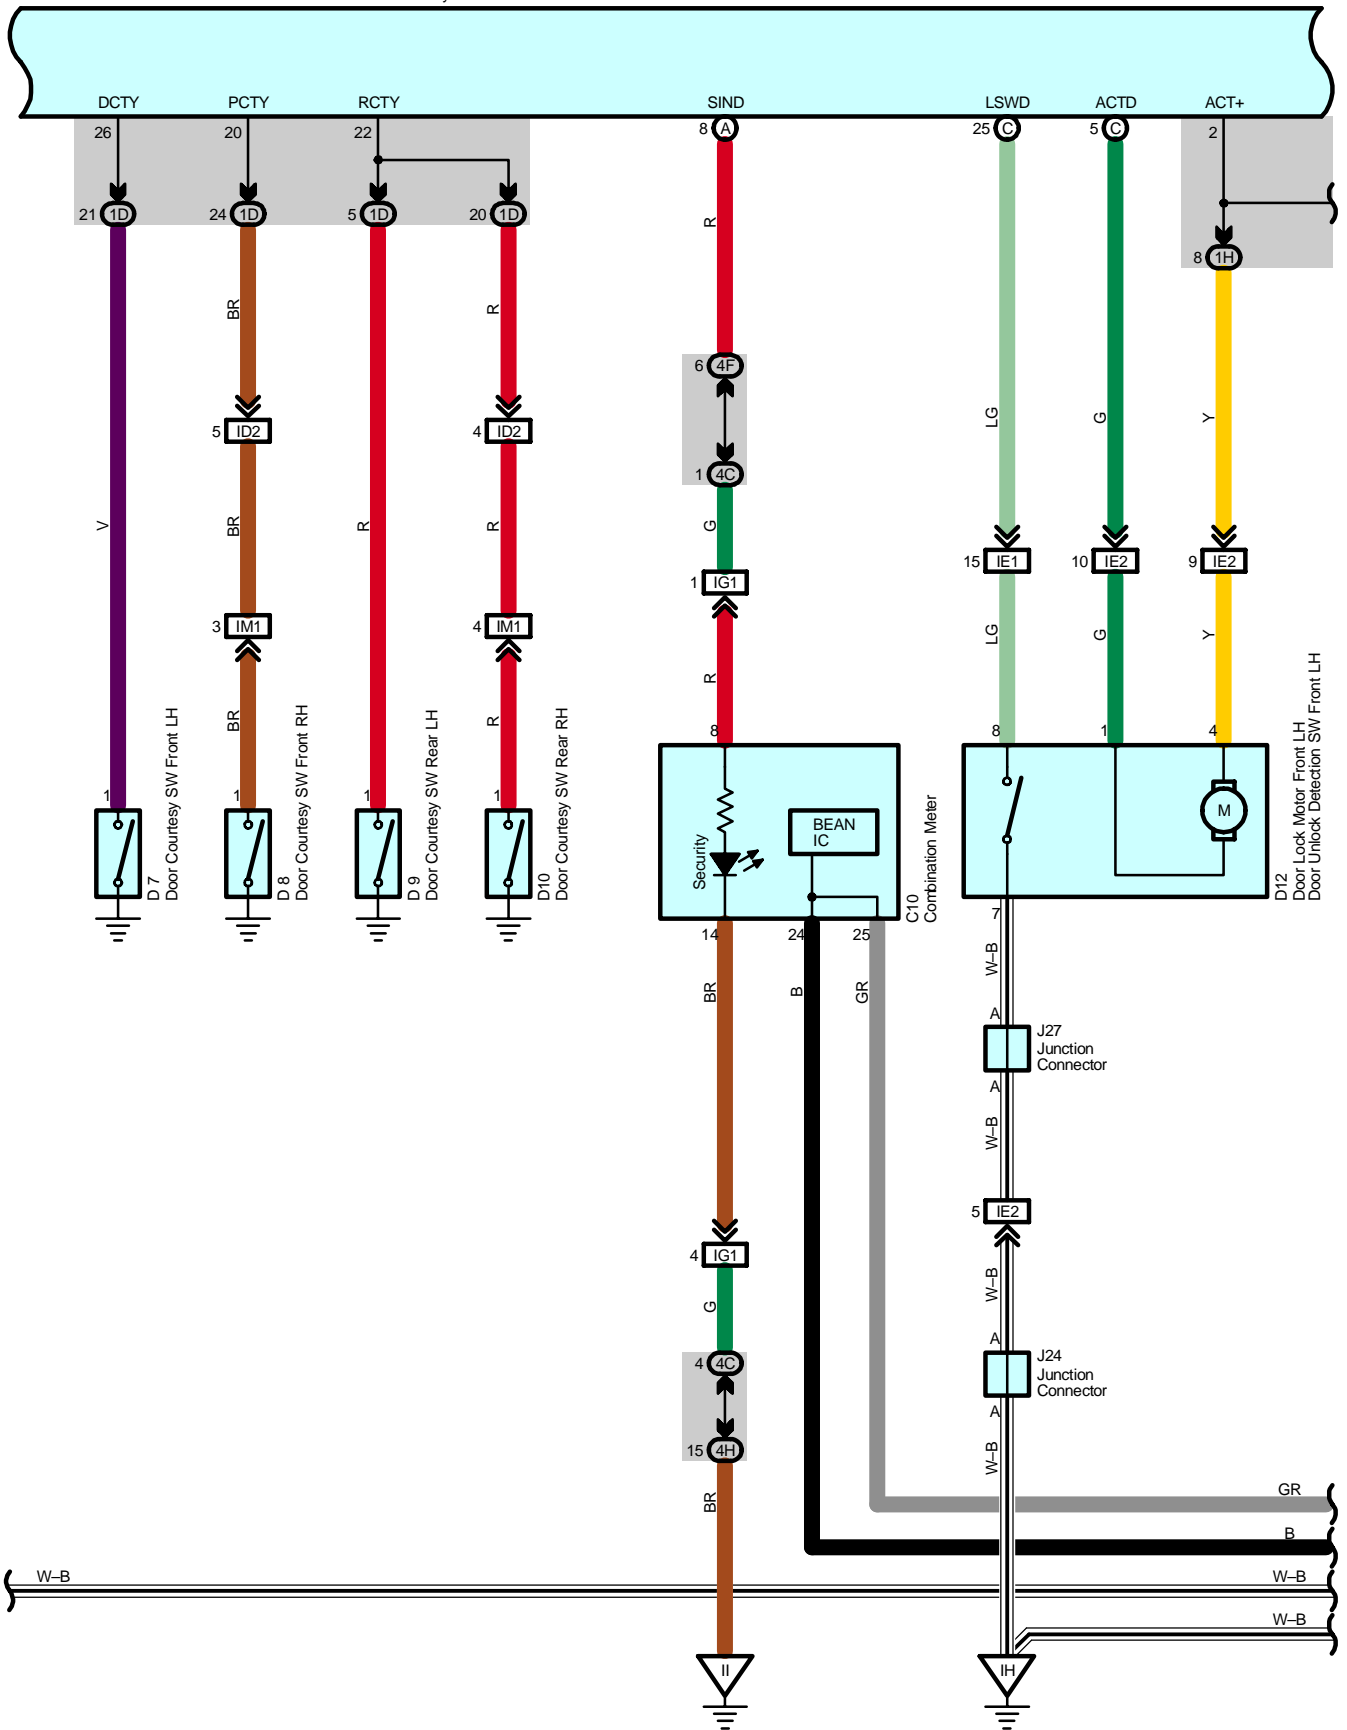 DCTY PCTY RCTY SIND LSWD ACTD ACT+
26 20 22 8 A 25 C 5 C 2
21 1D 24 1D 5 1D 20 1D
R
8 1H
BR R
6 4F
LG G Y
5 ID2 4 ID2
1 4C
V BR R R G
15 IE1 10 IE2 9 IE2
1 IG1
3 IM1 4 IM1
LG G Y
R
BR R
8 8 1 4
1 1 1 1
D 7
Door Courtesy SW Front LH
D 8
Door Courtesy SW Front RH
D 9
Door Courtesy SW Rear LH
D10
Door Courtesy SW Rear RH
Security
BEAN
IC
C10
Combination Meter
M
D12
Door Lock Motor Front LH
Door Unlock Detection SW Front LH
14 24 25 7
BR B GR W–B
A
J27
Junction
Connector
A
W–B
5 IE2
4 IG1
G W–B
A
4 4C
J24
Junction
Connector
A
15 4H
W–B
BR
GR
B
W–B W–B
W–B
II IH